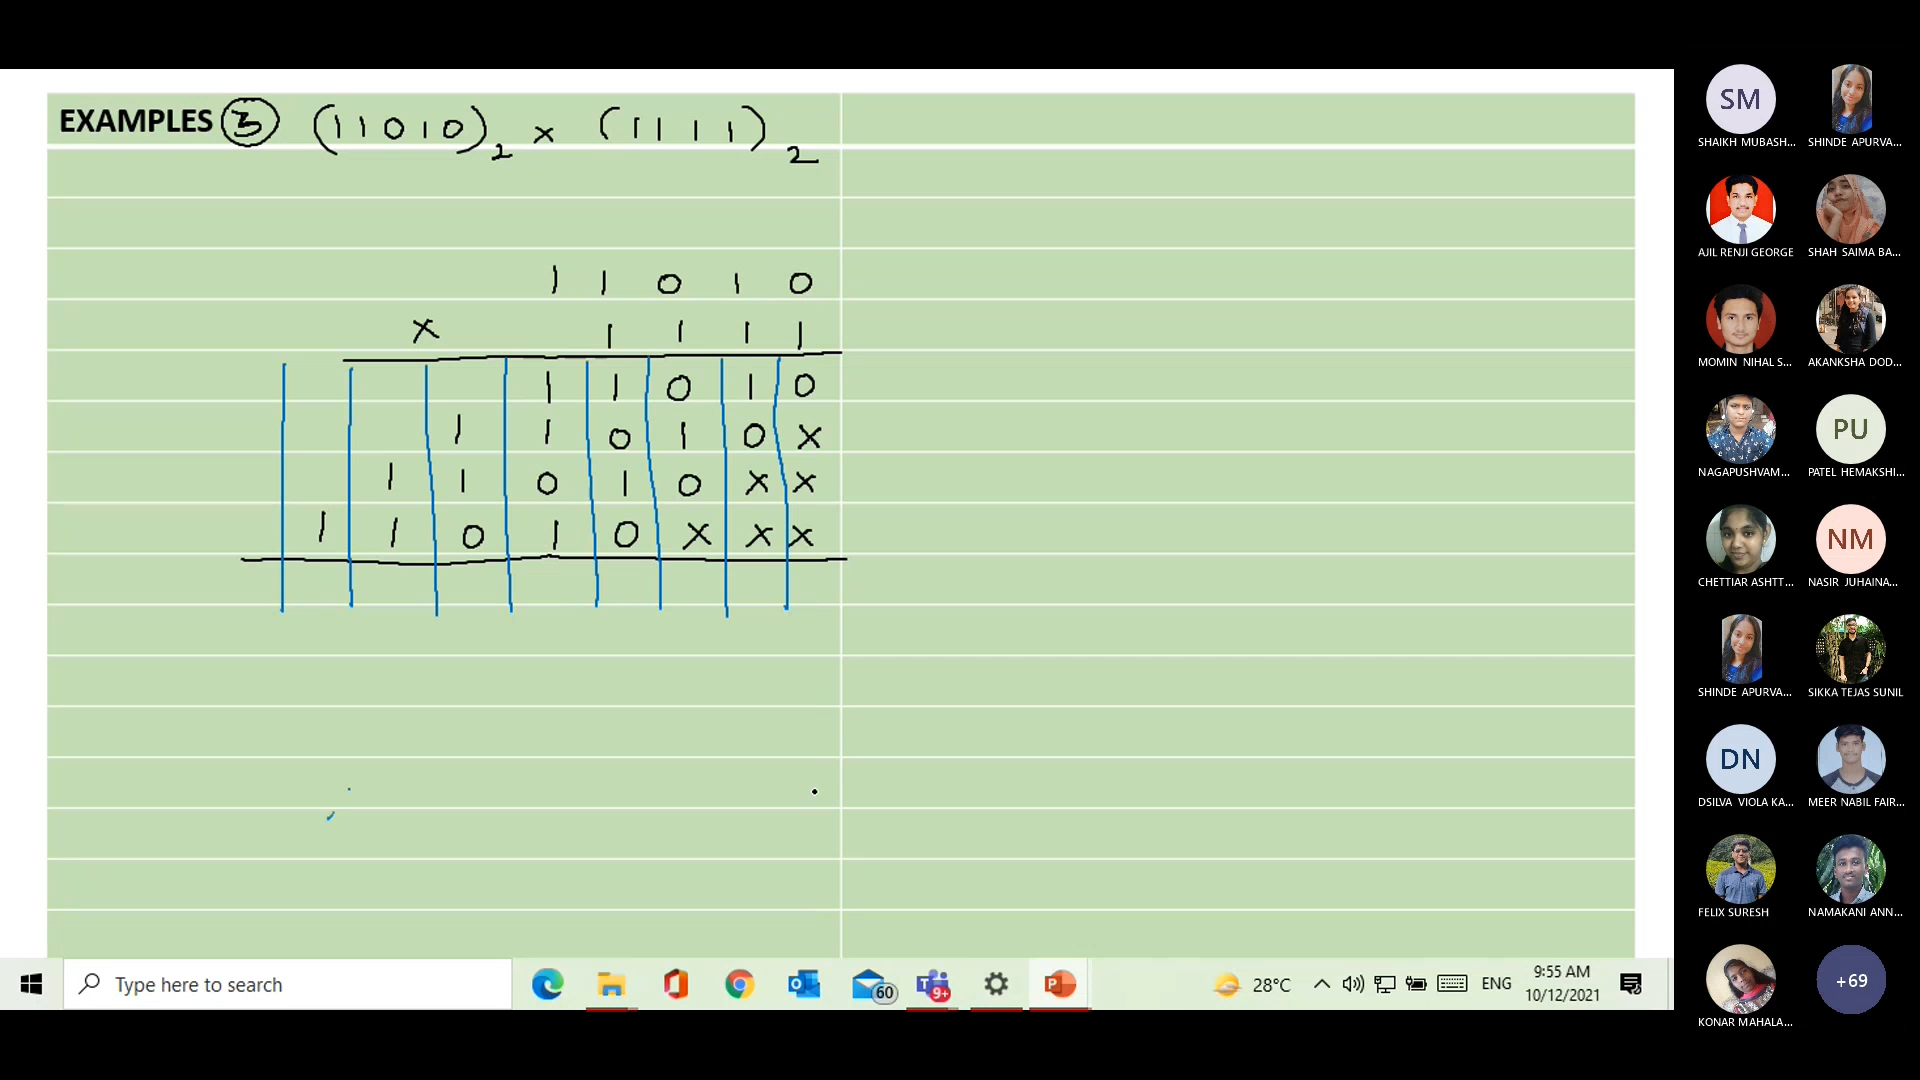 EXAMPLES 3 (11010)2 × (1111)2
1 1 0 1 0
× 1 1 1 1
1 1 0 1 0
1 1 0 1 0 ×
1 1 0 1 0 × ×
1 1 0 1 0 × × ×
SM
SHAIKH MUBASH... SHINDE APURVA...
AJIL RENJI GEORGE SHAH SAIMA BA...
MOMIN NIHAL S... AKANKSHA DOD...
PU
NAGAPUSHVAM... PATEL HEMAKSHI...
NM
CHETTIAR ASHTT... NASIR JUHAINA...
SHINDE APURVA... SIKKA TEJAS SUNIL
DN
DSILVA VIOLA KA... MEER NABIL FAIR...
FELIX SURESH NAMAKANI ANN...
+69
KONAR MAHALA...
Type here to search 60 9+ 28°C ENG 9:55 AM
10/12/2021